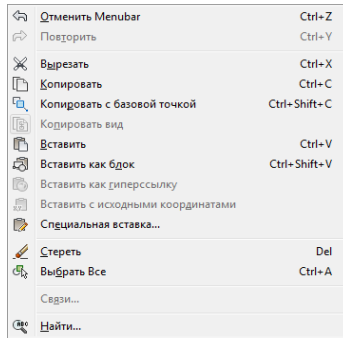 Отменить Menubar Ctrl+Z
Повторить Ctrl+Y
Вырезать Ctrl+X
Копировать Ctrl+C
Копировать с базовой точкой Ctrl+Shift+C
Копировать вид
Вставить Ctrl+V
Вставить как блок Ctrl+Shift+V
Вставить как гиперссылку
Вставить с исходными координатами
Специальная вставка...
Стереть Del
Выбрать Все Ctrl+A
Связи...
Найти...